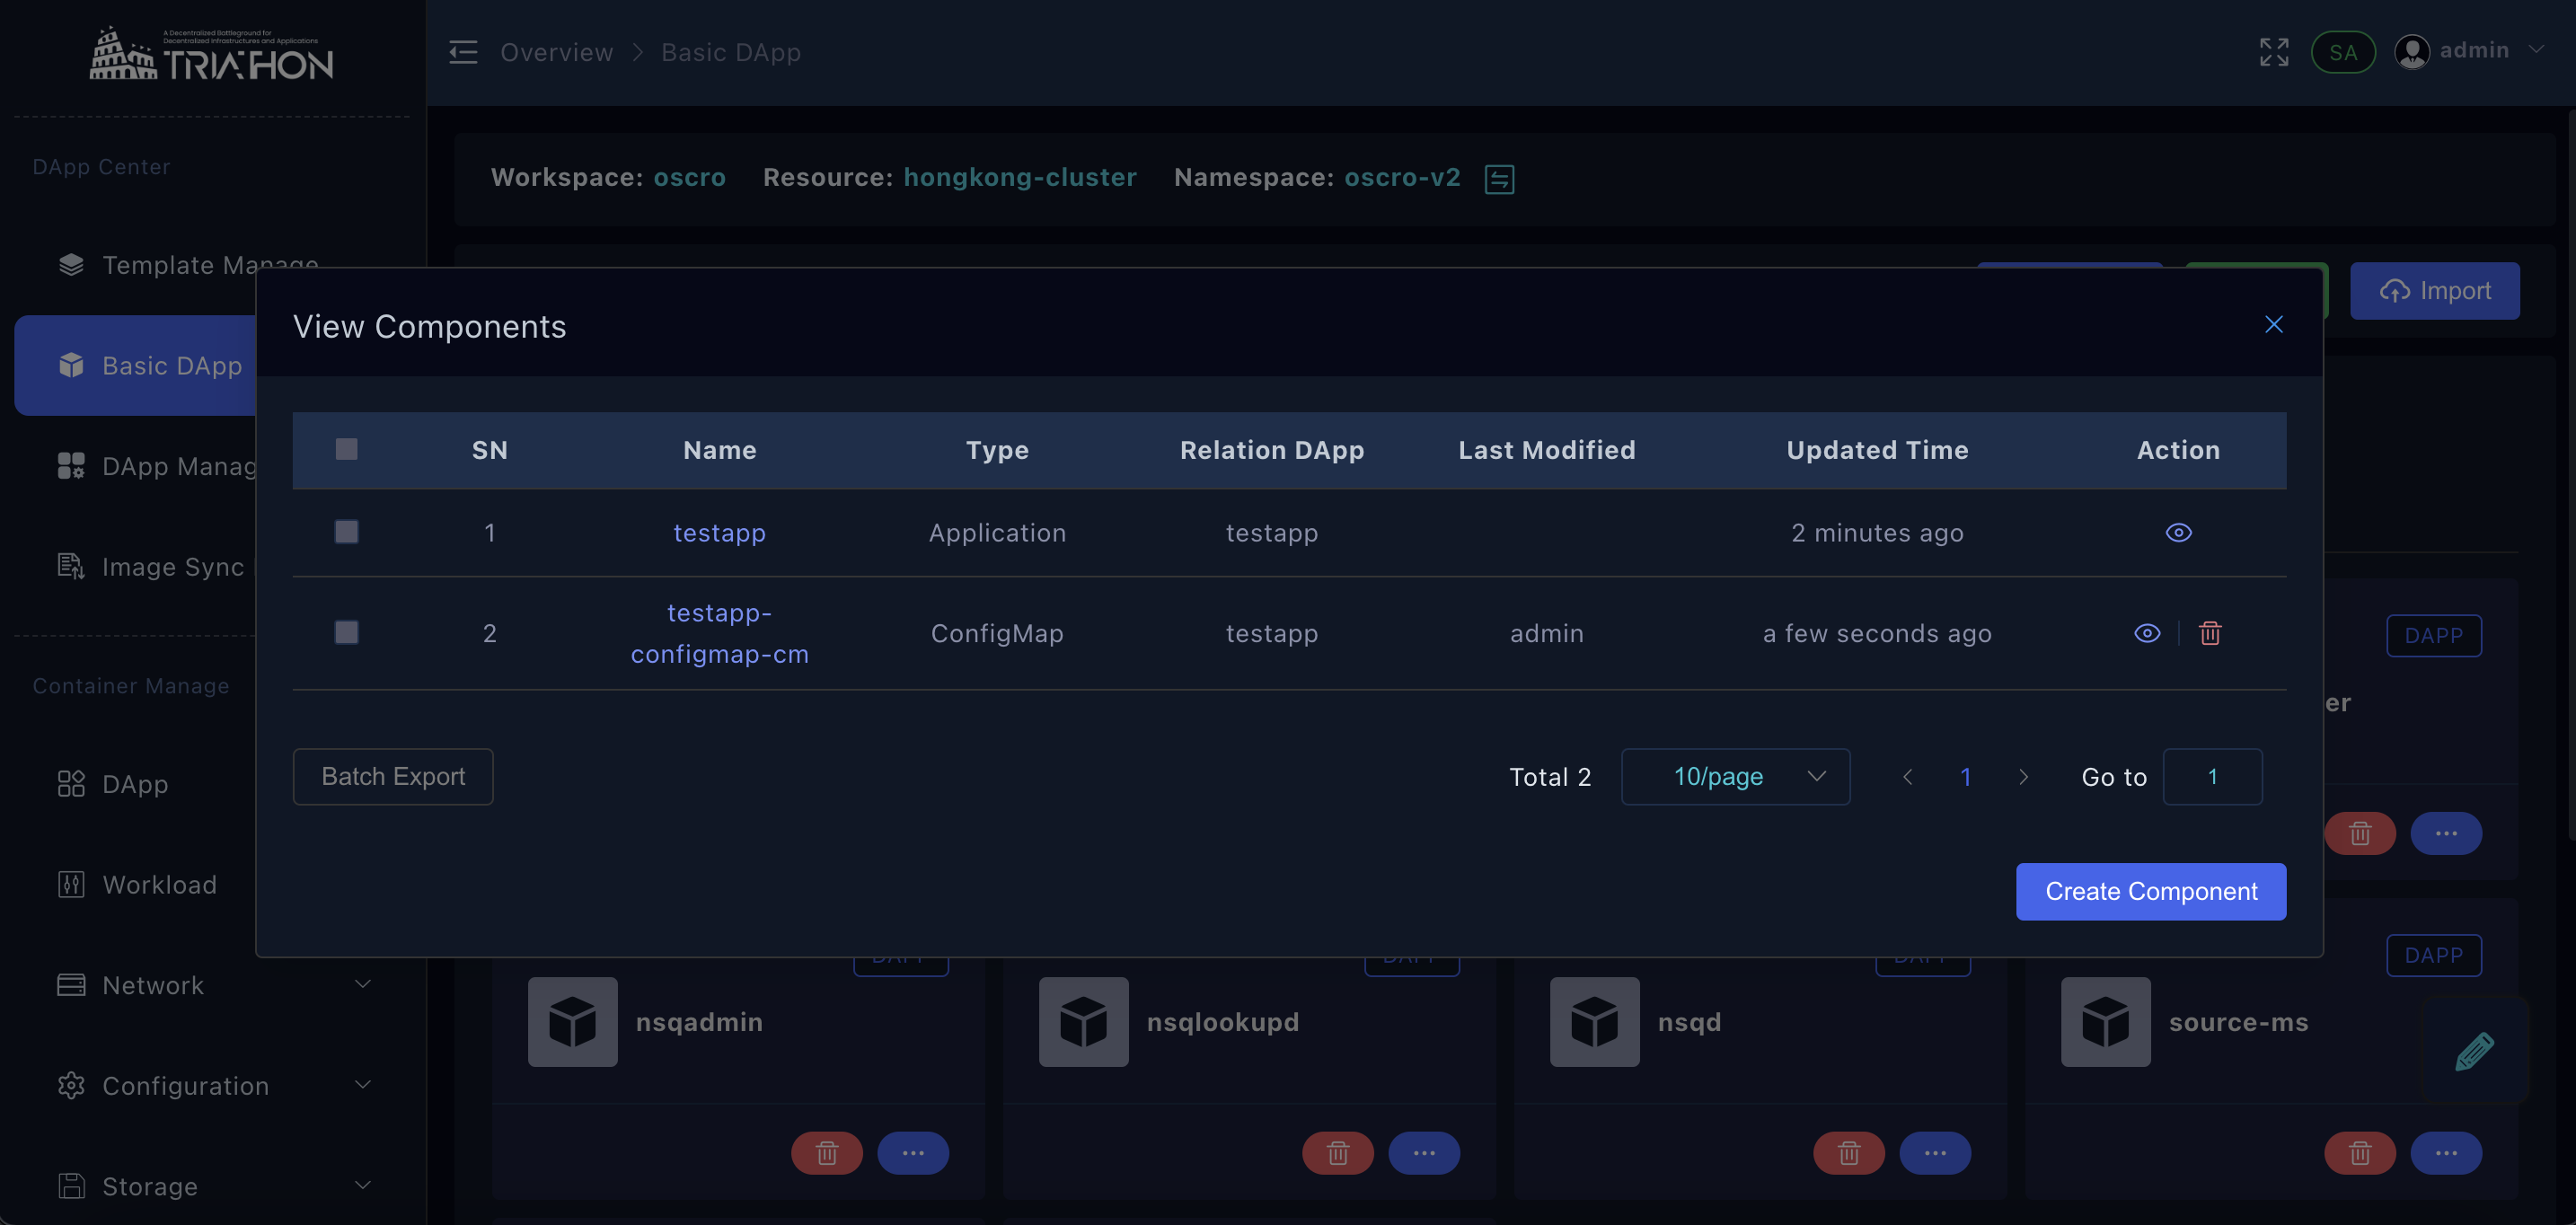 A Decentralized Battleground for
Decentralized Infrastructures and Applications
TRIATHON
Overview > Basic DApp
SA
admin
DApp Center
Workspace: oscro Resource: hongkong-cluster Namespace: oscro-v2
Template Manage
Import
View Components
Basic DApp
SN Name Type Relation DApp Last Modified Updated Time Action
DApp Manag
1 testapp Application testapp 2 minutes ago
Image Sync
2 testapp-configmap-cm ConfigMap testapp admin a few seconds ago
DAPP
Container Manage
er
Batch Export
Total 2 10/page < 1 > Go to 1
DApp
Workload
Create Component
DAPP DAPP DAPP DAPP
Network
nsqadmin nsqlookupd nsqd source-ms
Configuration
Storage